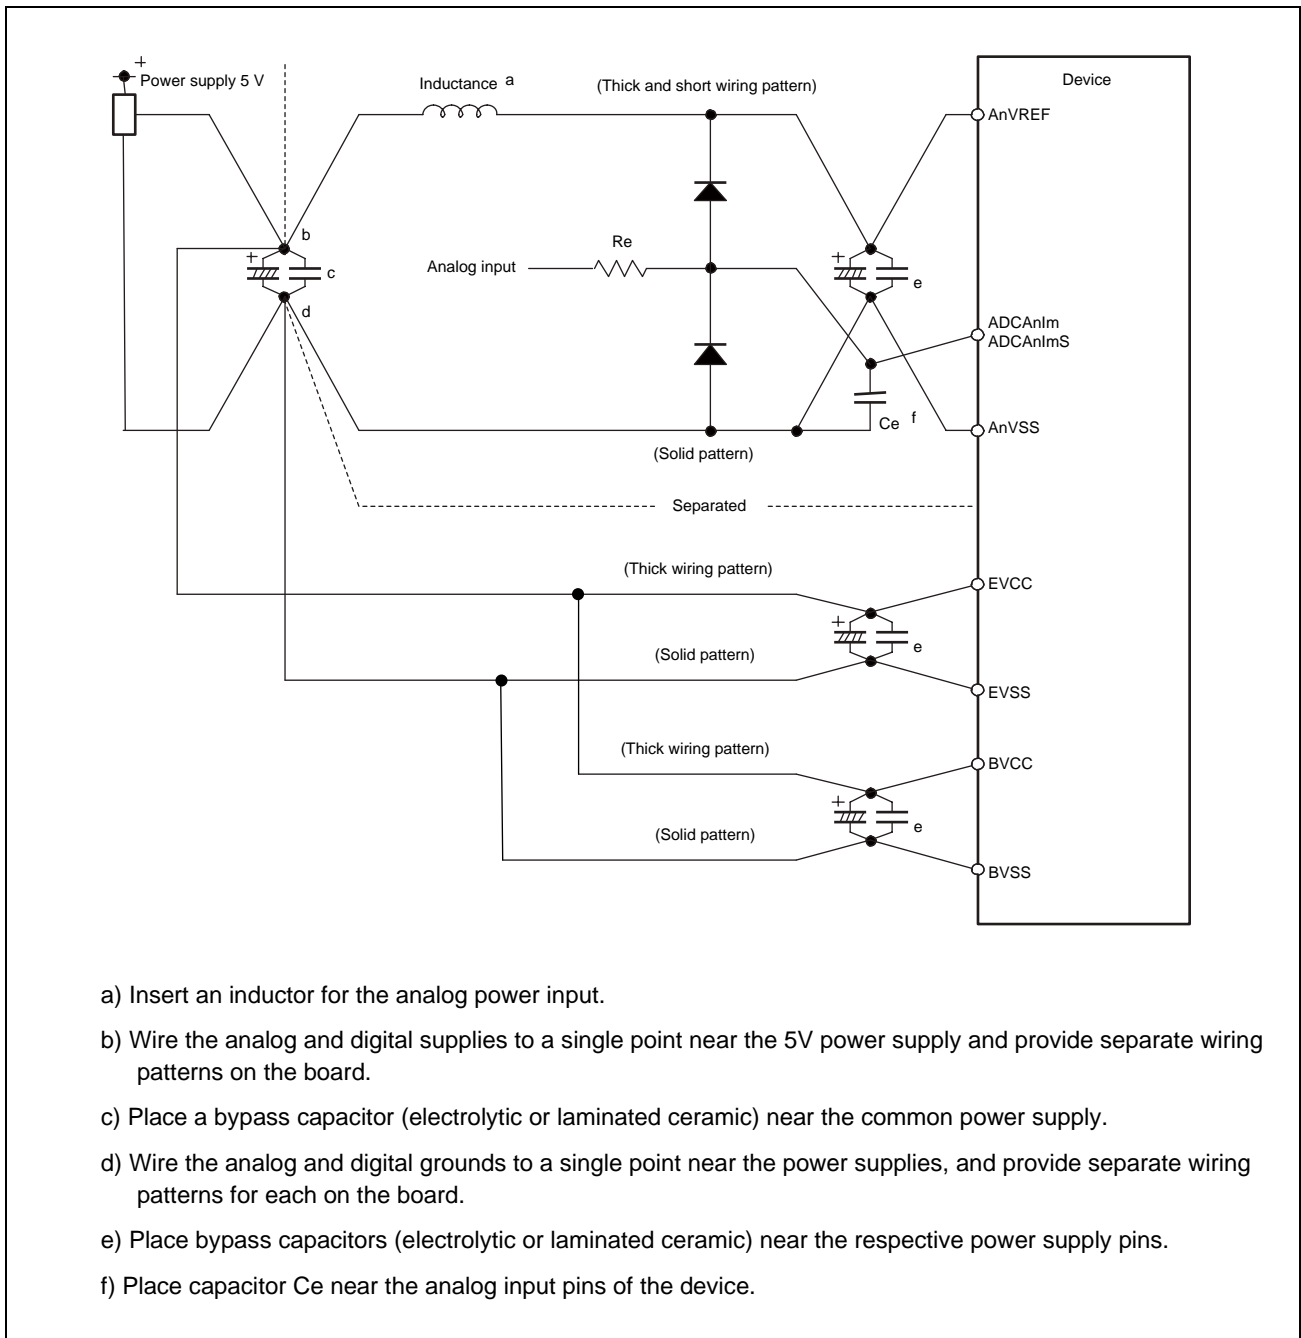 +
Power supply 5 V
Inductance a
(Thick and short wiring pattern)
Device
AnVREF
b
+
c
d
Re
Analog input
+
e
ADCAnIm
ADCAnImS
Ce f
AnVSS
(Solid pattern)
Separated
(Thick wiring pattern)
EVCC
+
e
(Solid pattern)
EVSS
(Thick wiring pattern)
BVCC
+
e
(Solid pattern)
BVSS
a) Insert an inductor for the analog power input.
b) Wire the analog and digital supplies to a single point near the 5V power supply and provide separate wiring
patterns on the board.
c) Place a bypass capacitor (electrolytic or laminated ceramic) near the common power supply.
d) Wire the analog and digital grounds to a single point near the power supplies, and provide separate wiring
patterns for each on the board.
e) Place bypass capacitors (electrolytic or laminated ceramic) near the respective power supply pins.
f) Place capacitor Ce near the analog input pins of the device.